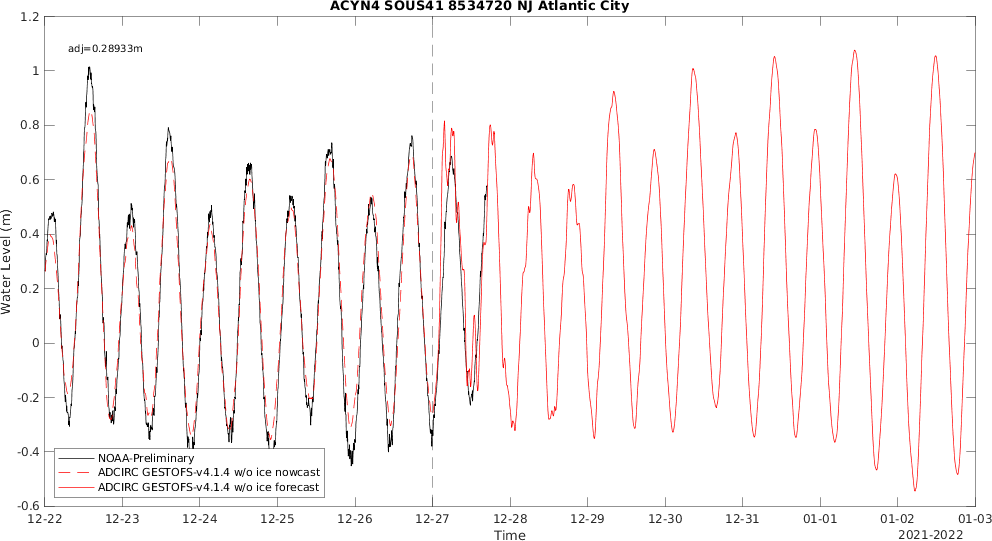 ACYN4 SOUS41 8534720 NJ Atlantic City
adj=0.28933m
1.2
1
0.8
0.6
0.4
0.2
0
-0.2
-0.4
-0.6
Water Level (m)
NOAA-Preliminary
ADCIRC GESTOFS-v4.1.4 w/o ice nowcast
ADCIRC GESTOFS-v4.1.4 w/o ice forecast
12-22 12-23 12-24 12-25 12-26 12-27 12-28 12-29 12-30 12-31 01-01 01-02 01-03
Time
2021-2022